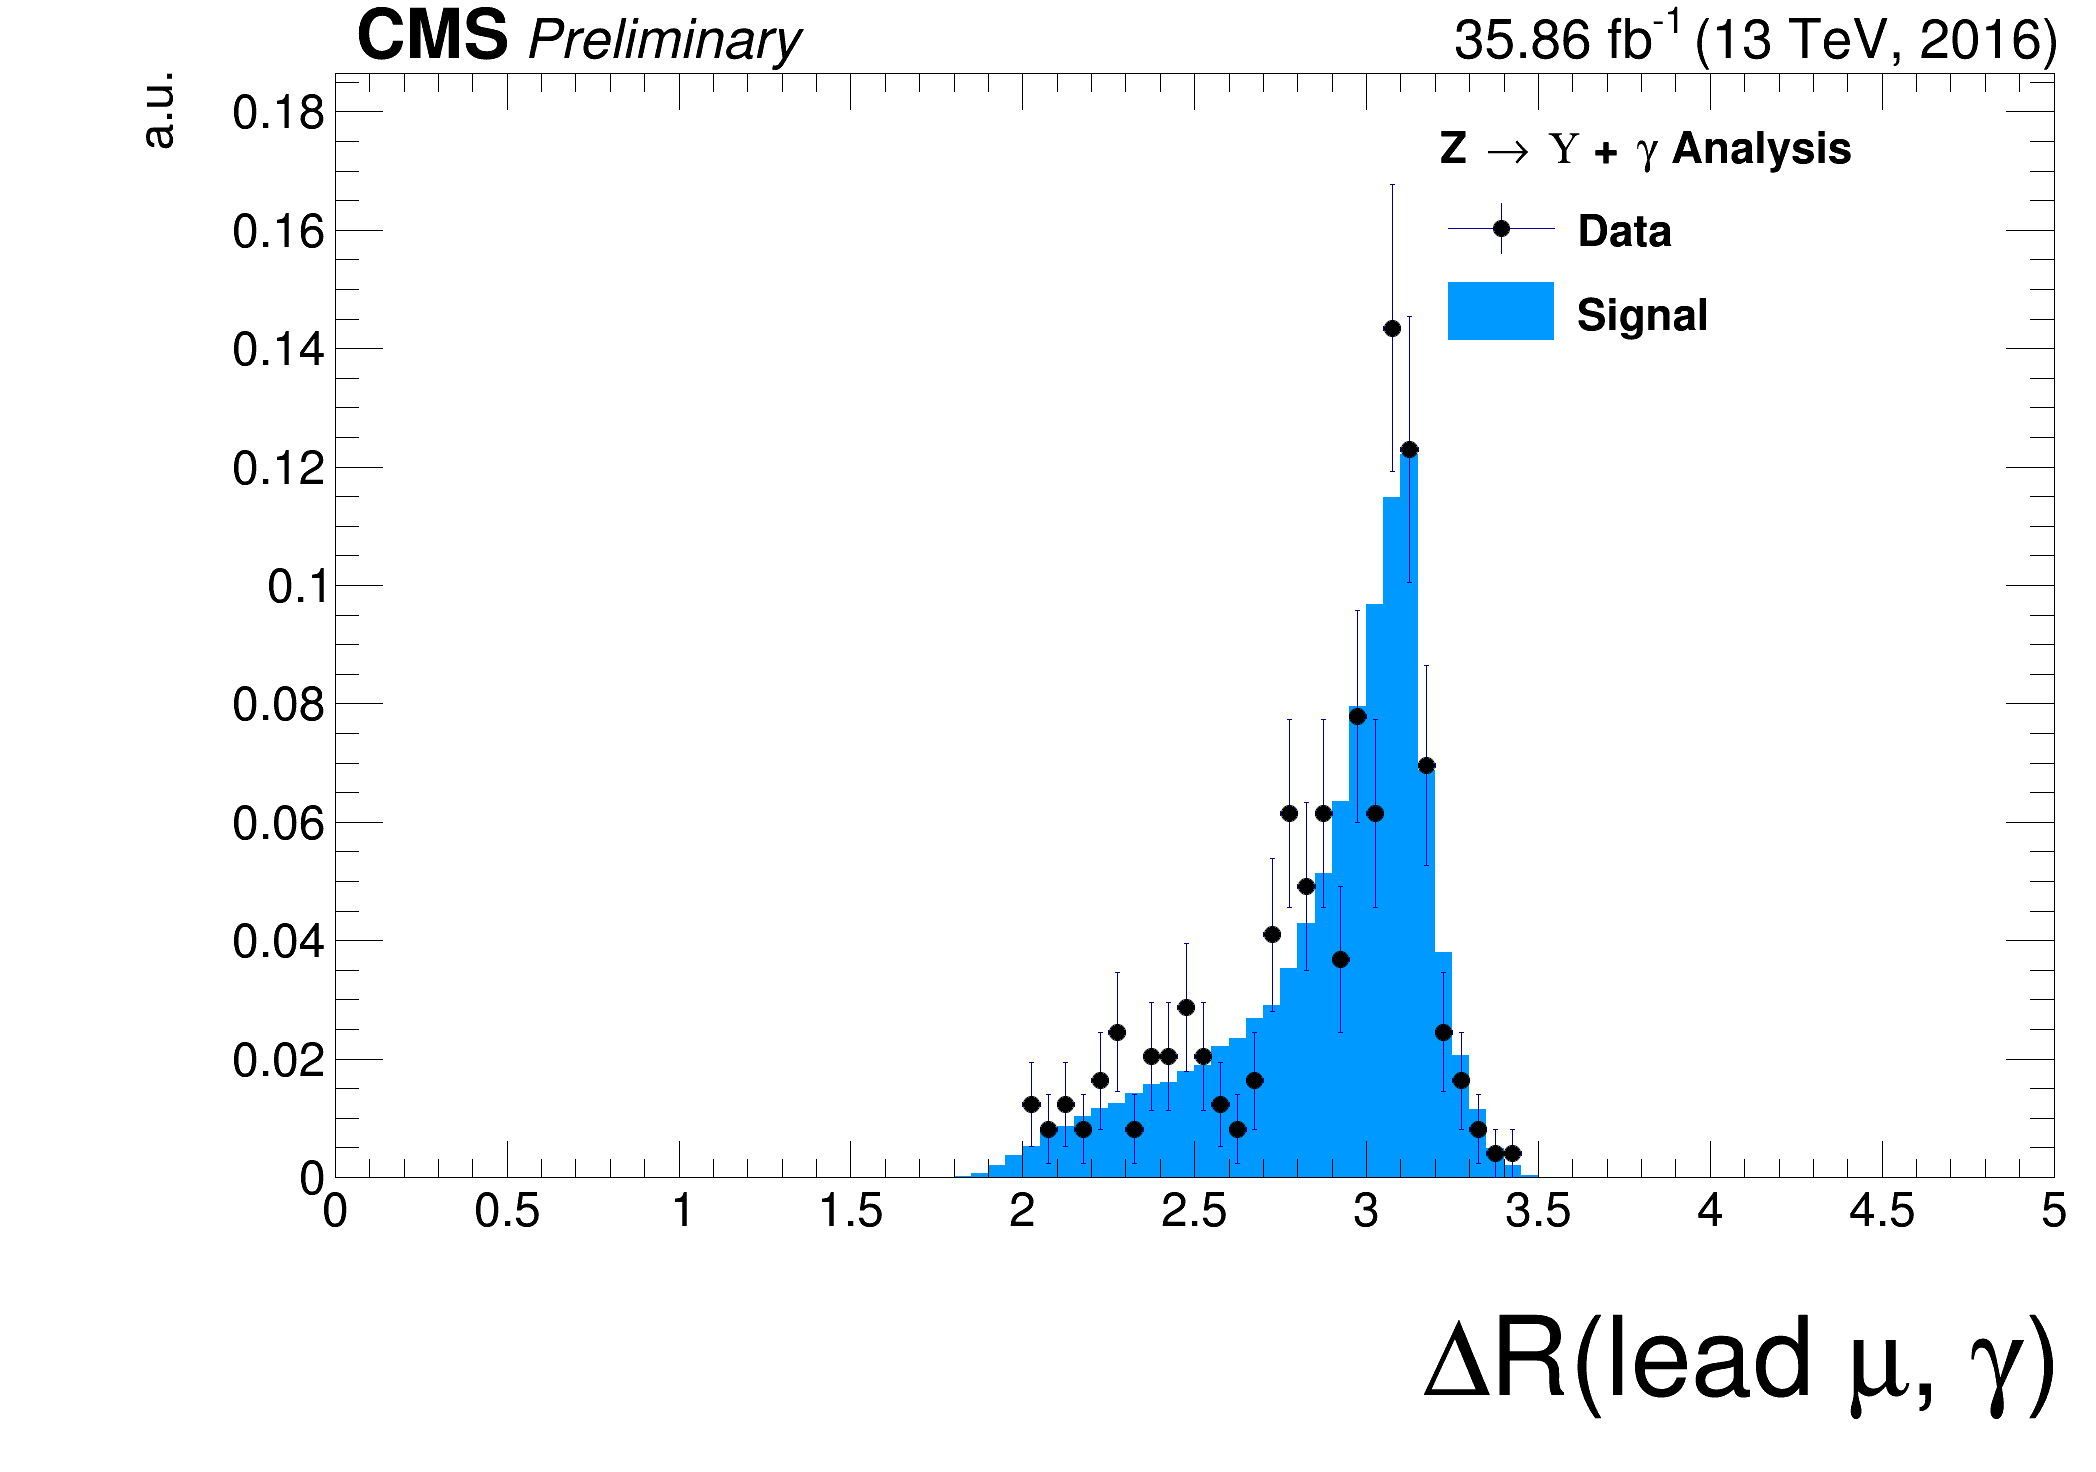 CMS Preliminary
35.86 fb⁻¹ (13 TeV, 2016)
a.u.
0.18
0.16
0.14
0.12
0.1
0.08
0.06
0.04
0.02
0
Z → Υ + γ Analysis
Data
Signal
0 0.5 1 1.5 2 2.5 3 3.5 4 4.5 5
ΔR(lead μ, γ)